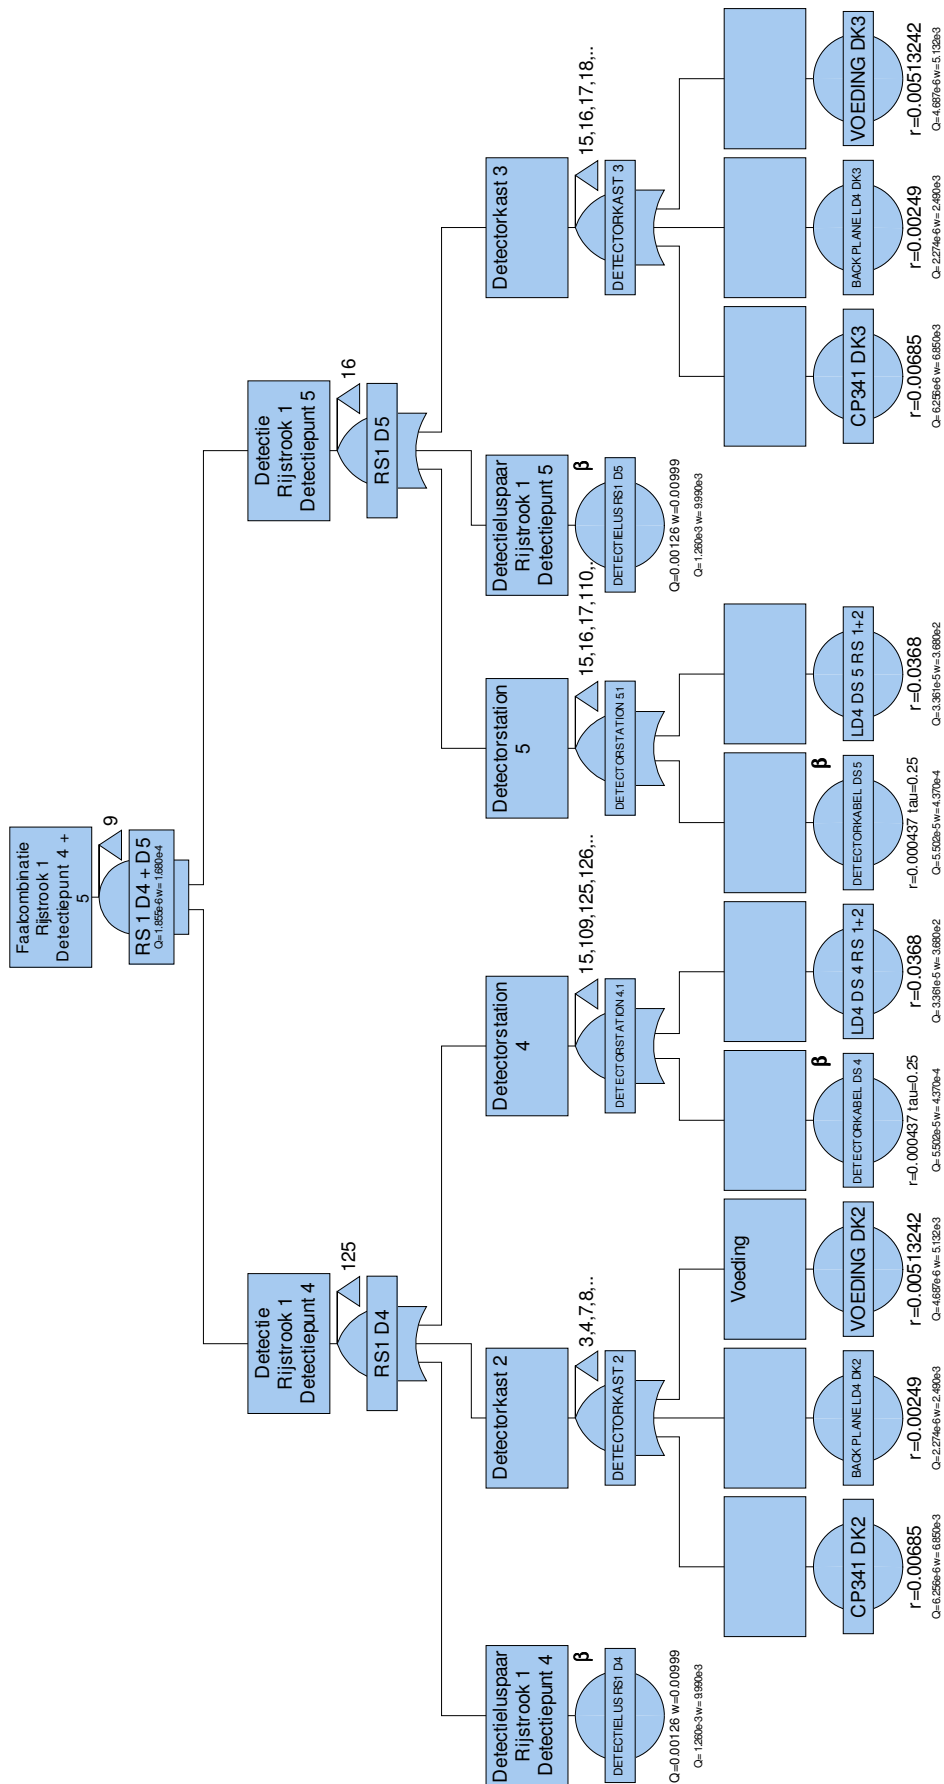 Faalcombinatie
Rijstrook 1
Detectiepunt 4 +
5
9
RS 1 D4 + D5
Q=1.855e-6 w=1.680e-4
Detectie
Rijstrook 1
Detectiepunt 4
125
RS1 D4
Detectie
Rijstrook 1
Detectiepunt 5
16
RS1 D5
Detectieluspaar
Rijstrook 1
Detectiepunt 4
β
DETECTIELUS RS1 D4
Q=0.00126 w=0.00999
Q=1.260e-3 w=9.990e-3
Detectorkast 2
3,4,7,8,..
DETECTORKAST 2
Detectorstation
4
15,109,125,126,..
DETECTORSTATION 4.1
Detectorstation
5
15,16,17,110,..
DETECTORSTATION 5.1
Detectieluspaar
Rijstrook 1
Detectiepunt 5
β
DETECTIELUS RS1 D5
Q=0.00126 w=0.00999
Q=1.260e-3 w=9.990e-3
Detectorkast 3
15,16,17,18,..
DETECTORKAST 3
CP341 DK2
r=0.00685
Q=6.256e-6 w=6.850e-3
BACKPLANE LD4 DK2
r=0.00249
Q=2.274e-6 w=2.490e-3
Voeding
VOEDING DK2
r=0.00513242
Q=4.687e-6 w=5.132e-3
β
DETECTORKABEL DS 4
r=0.000437 tau=0.25
Q=5.502e-5 w=4.370e-4
LD4 DS 4 RS 1+2
r=0.0368
Q=3.361e-5 w=3.680e-2
β
DETECTORKABEL DS5
r=0.000437 tau=0.25
Q=5.502e-5 w=4.370e-4
LD4 DS 5 RS 1+2
r=0.0368
Q=3.361e-5 w=3.680e-2
CP341 DK3
r=0.00685
Q=6.256e-6 w=6.850e-3
BACKPLANE LD4 DK3
r=0.00249
Q=2.274e-6 w=2.490e-3
VOEDING DK3
r=0.00513242
Q=4.687e-6 w=5.132e-3